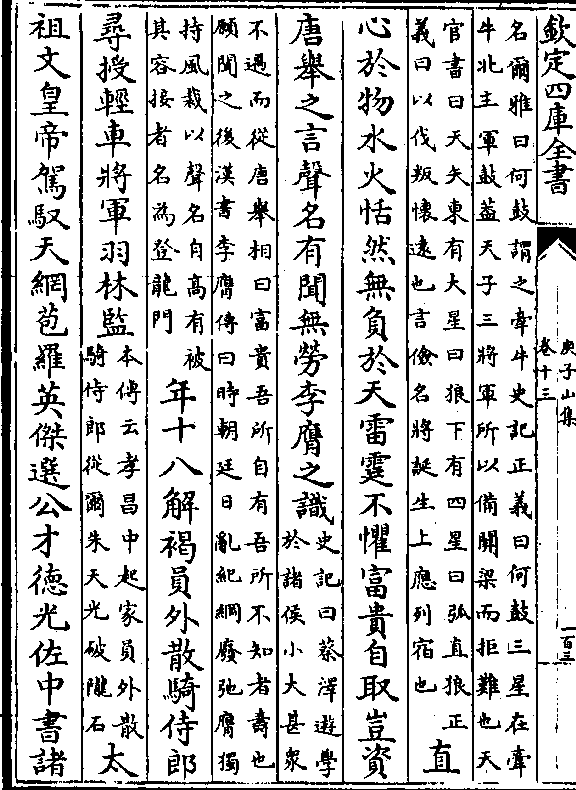 欽定四庫全書
庚子山集
卷十三
一百三
名爾雅曰何鼓謂之牽牛史記正義曰何鼓三星在牽
牛北主軍鼓蓋天子三將軍所以備關梁而拒難也天
官書曰天矢東有大星曰狼下有四星曰弧直狼正
義曰以伐叛懷遠也言儉名將誕生上應列宿也
直
心於物水火恬然無負於天雷霆不懼富貴自取豈資
唐舉之言聲名有聞無勞李膺之識
史記曰蔡澤遊學
於諸侯小大甚衆
不遇而從唐舉相曰富貴吾所自有吾所不知者壽也
願聞之後漢書李膺傳曰時朝廷日亂紀綱廢弛膺獨
持風裁以聲名自高有被
其容接者名為登龍門
年十八解褐員外散騎侍郎
尋授輕車將軍羽林監
本傳云孝昌中起家員外散
騎侍郎從爾朱天光破隴石
太
祖文皇帝駕馭天網苞羅英傑選公才德光佐中書諸